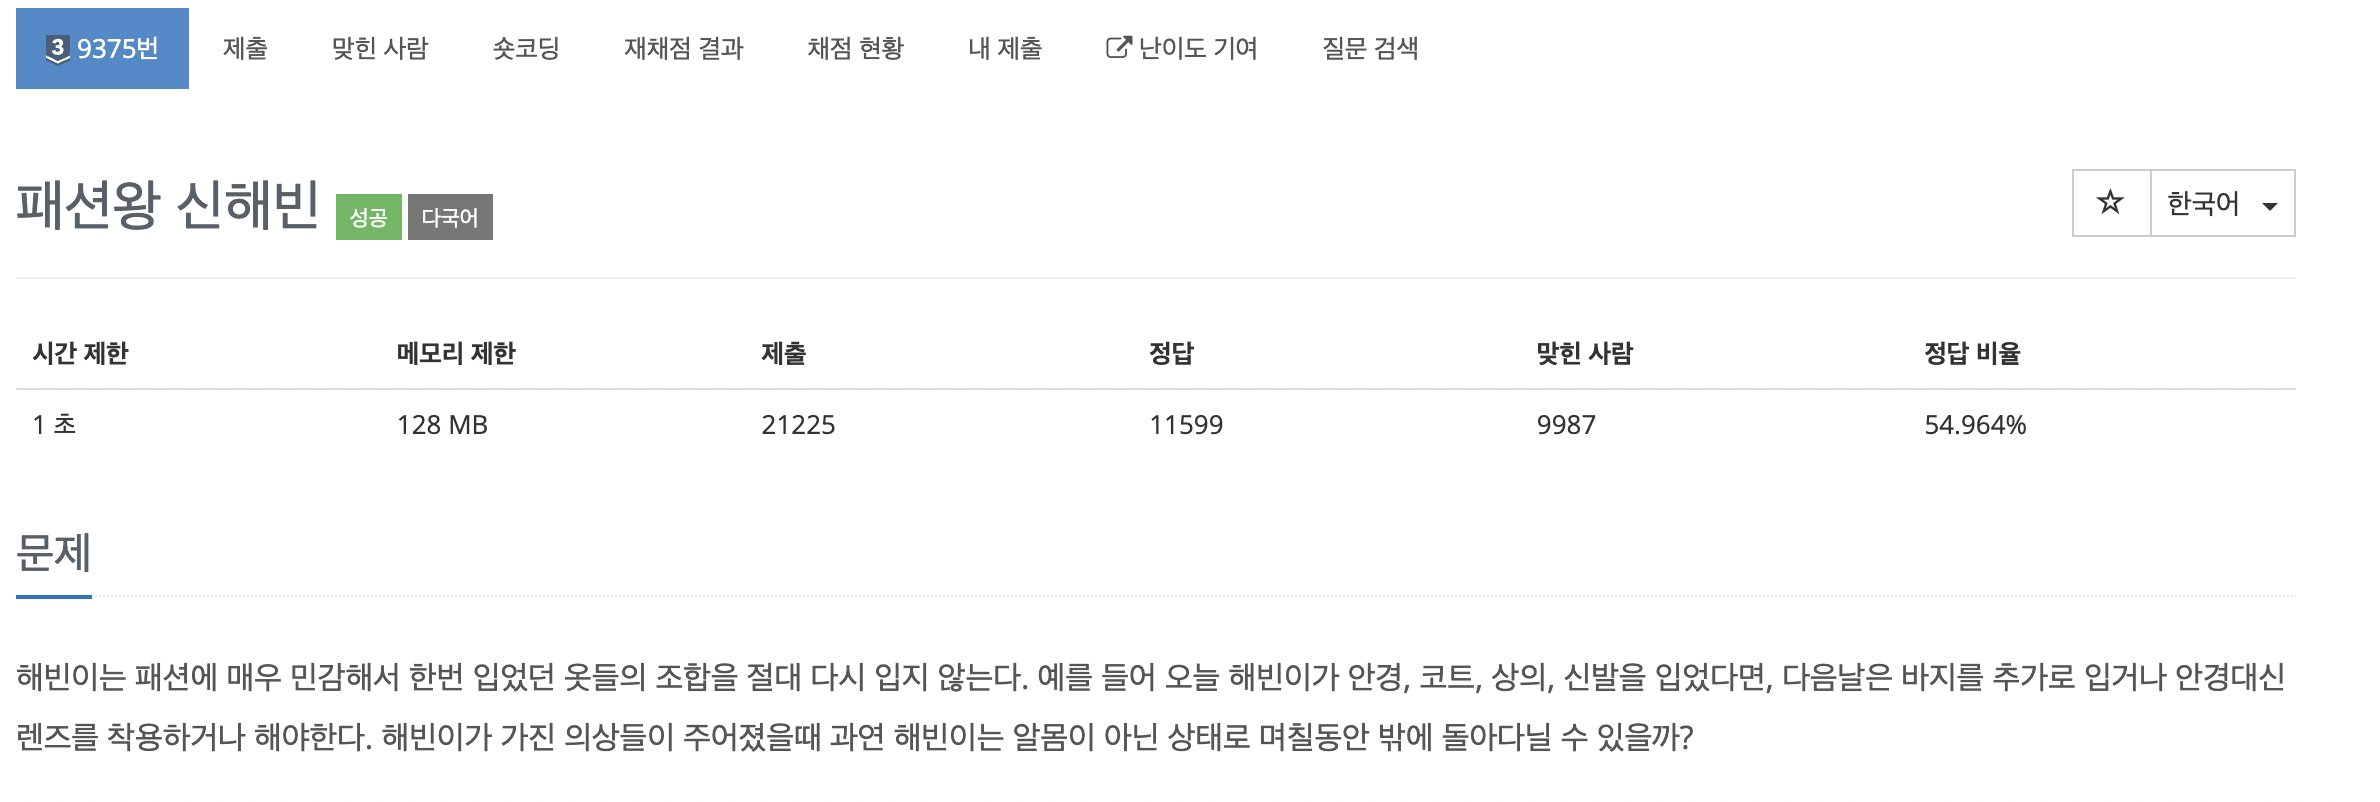 3 9375번 제출 맞힌 사람 숏코딩 재채점 결과 채점 현황 내 제출 난이도 기여 질문 검색
패션왕 신해빈 성공 다국어 한국어
시간 제한 메모리 제한 제출 정답 맞힌 사람 정답 비율
1 초 128 MB 21225 11599 9987 54.964%
문제
해빈이는 패션에 매우 민감해서 한번 입었던 옷들의 조합을 절대 다시 입지 않는다. 예를 들어 오늘 해빈이가 안경, 코트, 상의, 신발을 입었다면, 다음날은 바지를 추가로 입거나 안경대신
렌즈를 착용하거나 해야한다. 해빈이가 가진 의상들이 주어졌을때 과연 해빈이는 알몸이 아닌 상태로 며칠동안 밖에 돌아다닐 수 있을까?